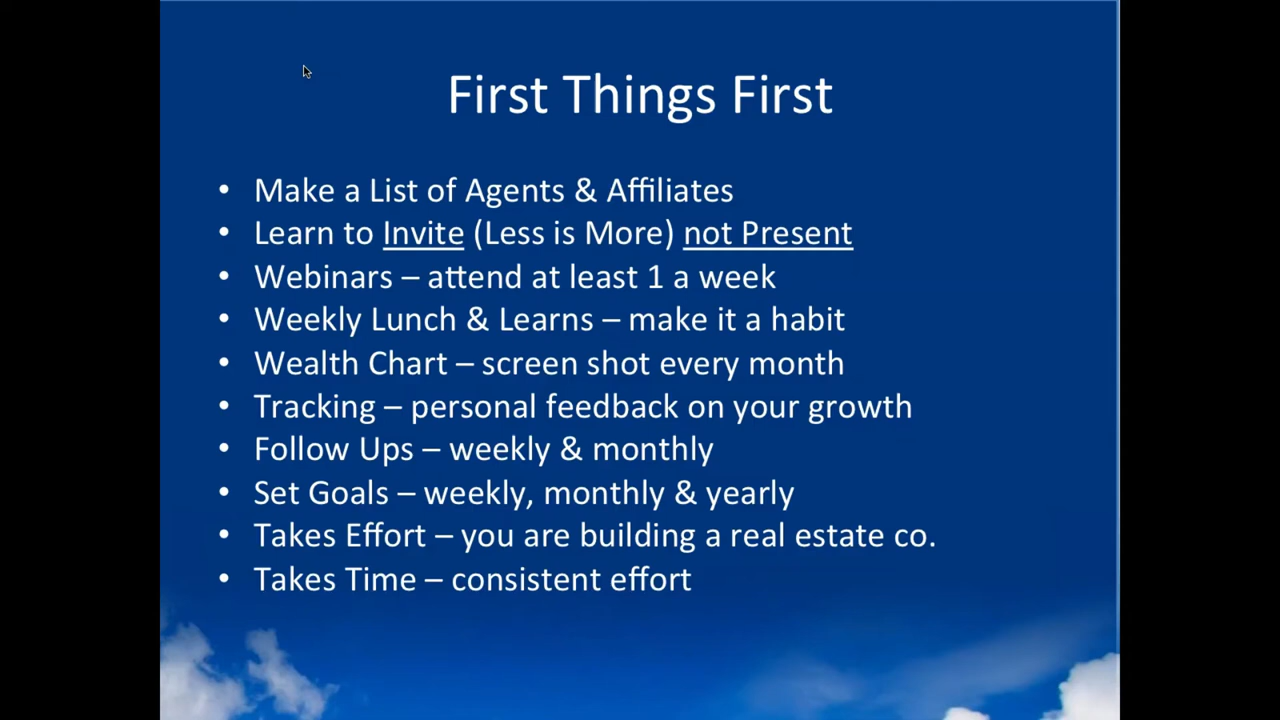 First Things First
• Make a List of Agents & Affiliates
• Learn to Invite (Less is More) not Present
• Webinars – attend at least 1 a week
• Weekly Lunch & Learns – make it a habit
• Wealth Chart – screen shot every month
• Tracking – personal feedback on your growth
• Follow Ups – weekly & monthly
• Set Goals – weekly, monthly & yearly
• Takes Effort – you are building a real estate co.
• Takes Time – consistent effort